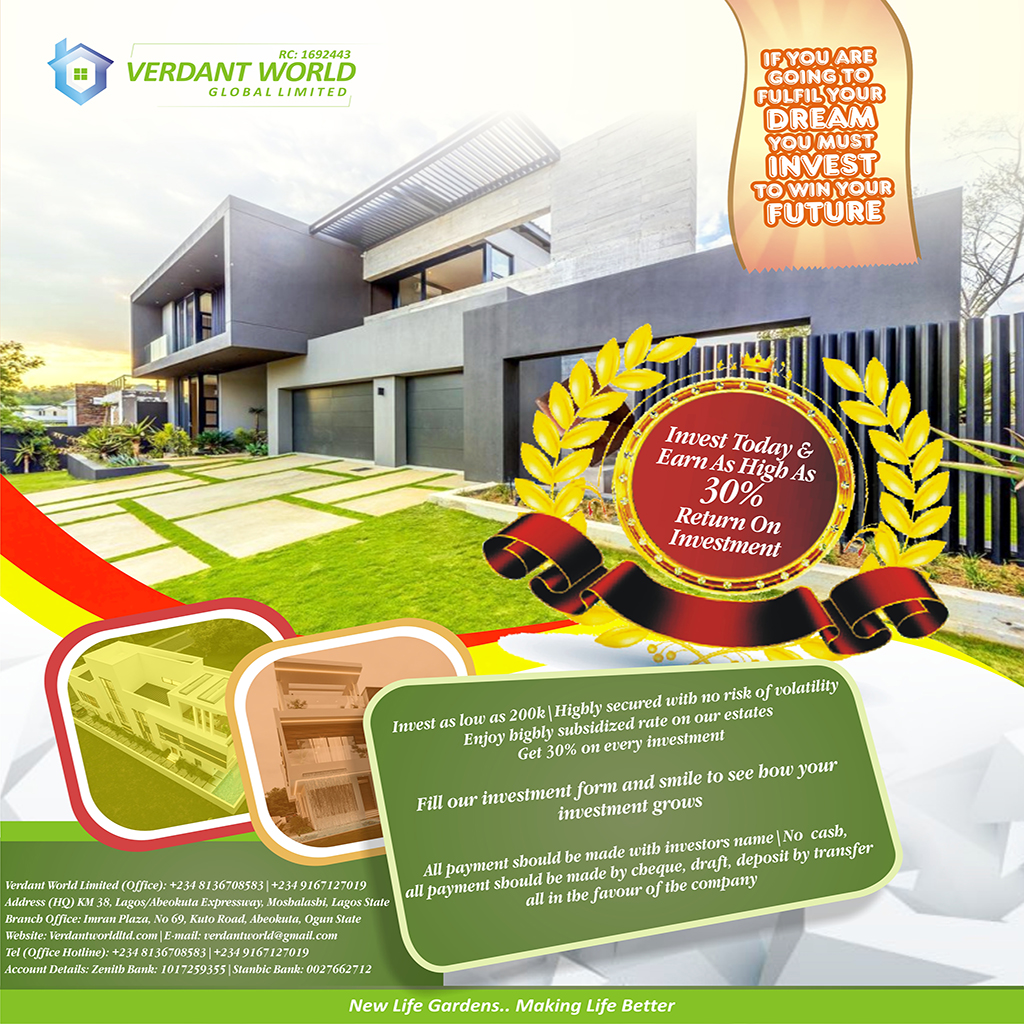 RC: 1692443
VERDANT WORLD
GLOBAL LIMITED
IF YOU ARE
GOING TO
FULFIL YOUR
DREAM
YOU MUST
INVEST
TO WIN YOUR
FUTURE
Invest Today &
Earn As High As
30%
Return On
Investment
Invest as low as 200k|Highly secured with no risk of volatility
Enjoy highly subsidized rate on our estates
Get 30% on every investment
Fill our investment form and smile to see how your
investment grows
All payment should be made with investors name|No cash,
all payment should be made by cheque, draft, deposit by transfer
all in the favour of the company
Verdant World Limited (Office): +234 8136708583|+234 9167127019
Address (HQ) KM 38, Lagos/Abeokuta Expressway, Mosbalashi, Lagos State
Branch Office: Imran Plaza, No 69, Kuto Road, Abeokuta, Ogun State
Website: Verdantworldltd.com|E-mail: verdantworld@gmail.com
Tel (Office Hotline): +234 8136708583|+234 9167127019
Account Details: Zenith Bank: 1017259355|Stanbic Bank: 0027662712
New Life Gardens.. Making Life Better